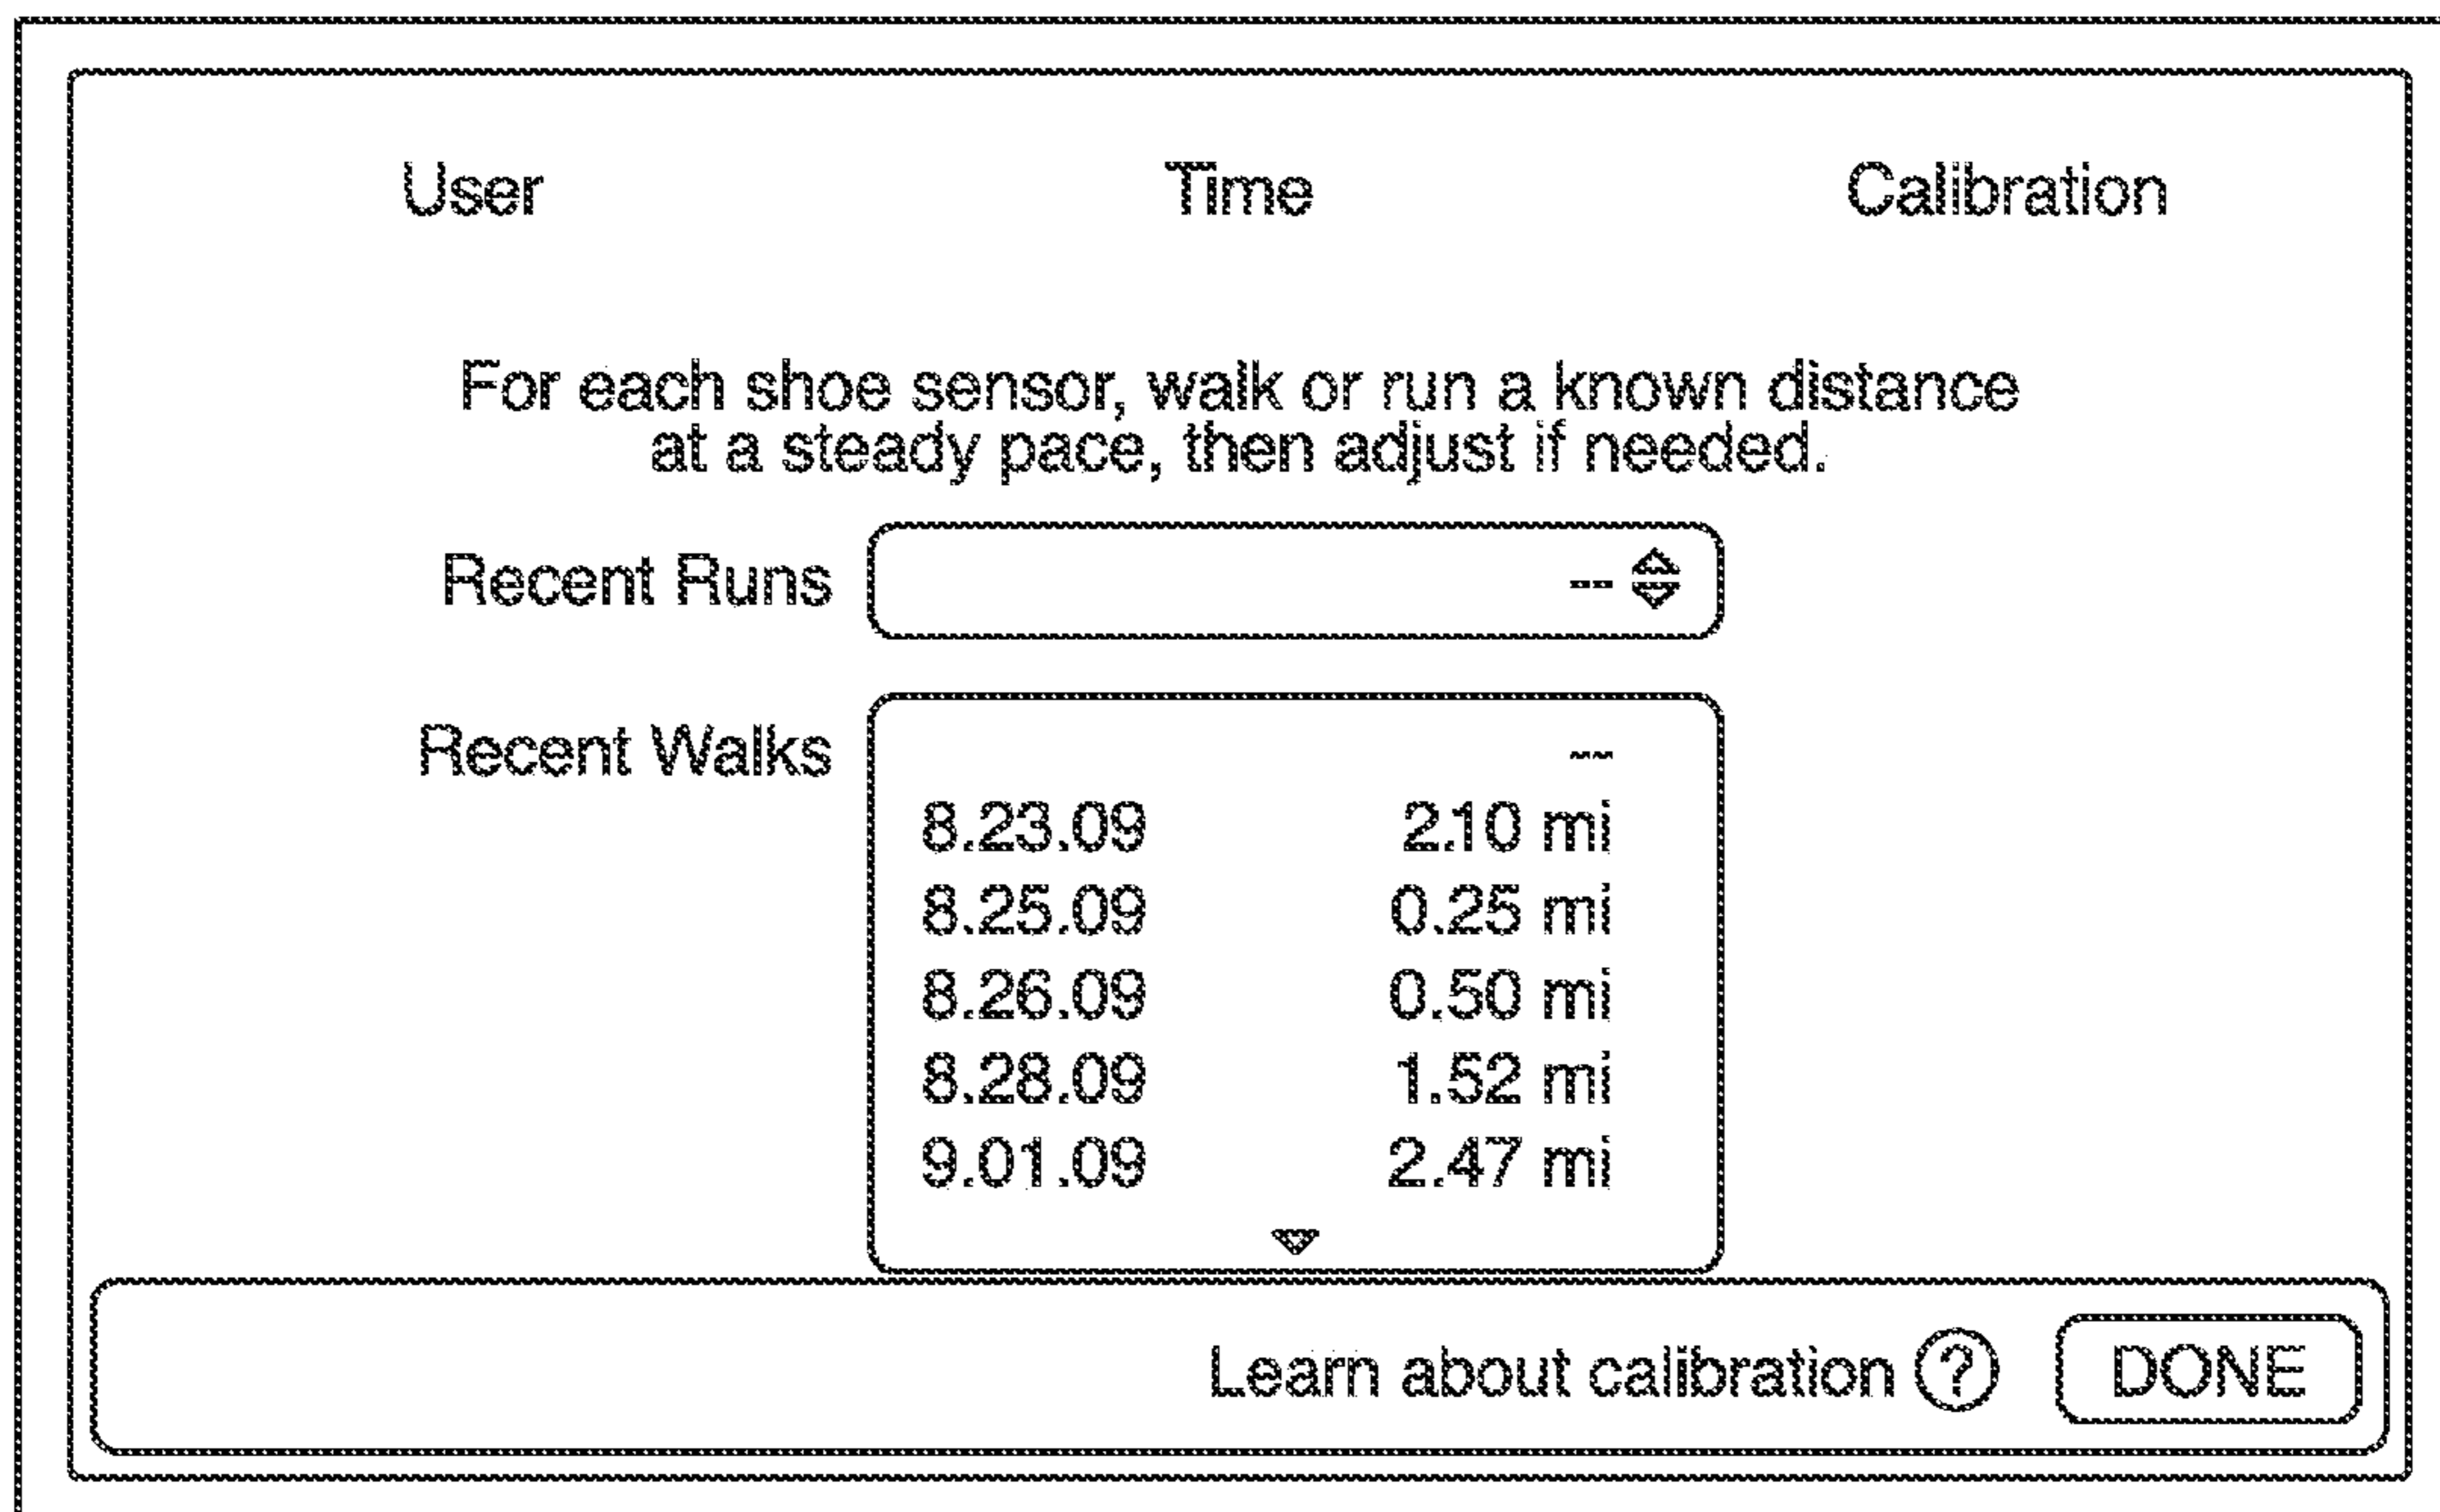 User Time Calibration
For each shoe sensor, walk or run a known distance
at a steady pace, then adjust if needed.
Recent Runs --
Recent Walks --
8.23.09 2.10 mi
8.25.09 0.25 mi
8.26.09 0.50 mi
8.28.09 1.52 mi
9.01.09 2.47 mi
Learn about calibration ? DONE